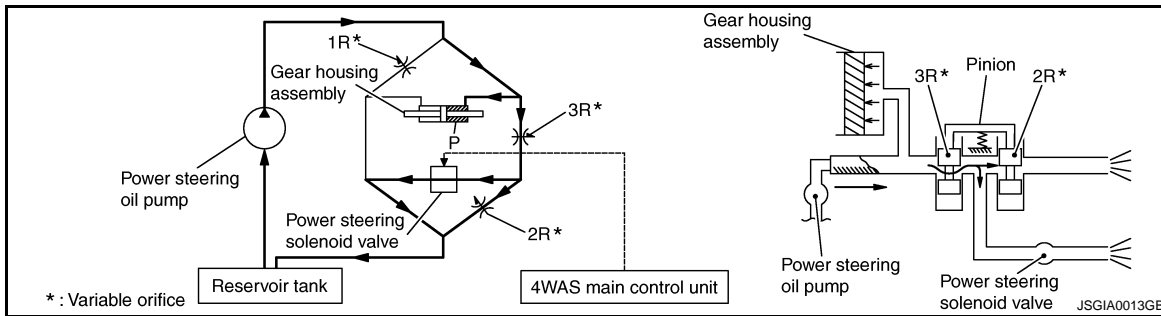 1R*
Gear housing
assembly
3R*
P
Power steering
oil pump
Power steering
solenoid valve
2R*
Reservoir tank
4WAS main control unit
* : Variable orifice
Gear housing
assembly
Pinion
3R*
2R*
Power steering
oil pump
Power steering
solenoid valve
JSGIA0013GB